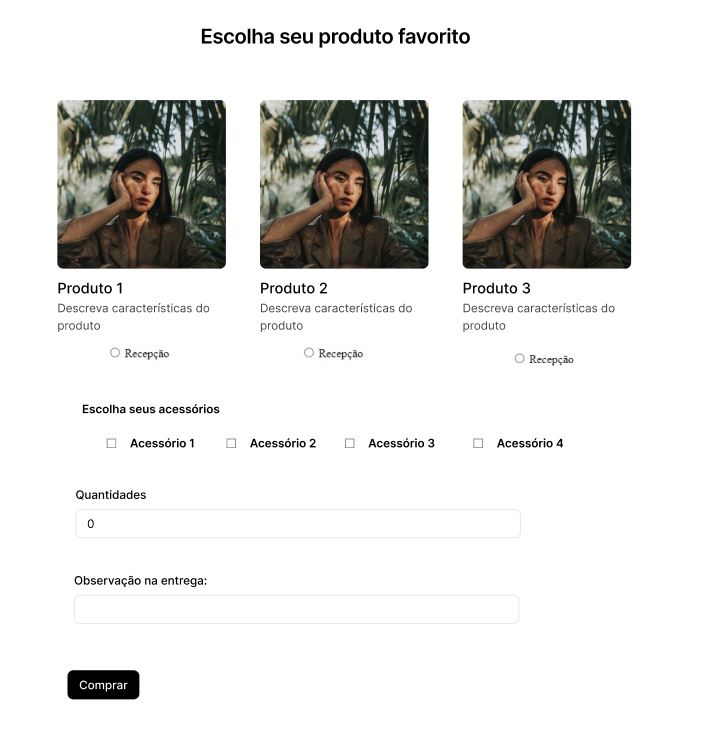 Escolha seu produto favorito
Produto 1
Descreva características do
produto
Recepção
Produto 2
Descreva características do
produto
Recepção
Produto 3
Descreva características do
produto
Recepção
Escolha seus acessórios
Acessório 1 Acessório 2 Acessório 3 Acessório 4
Quantidades
0
Observação na entrega:
Comprar